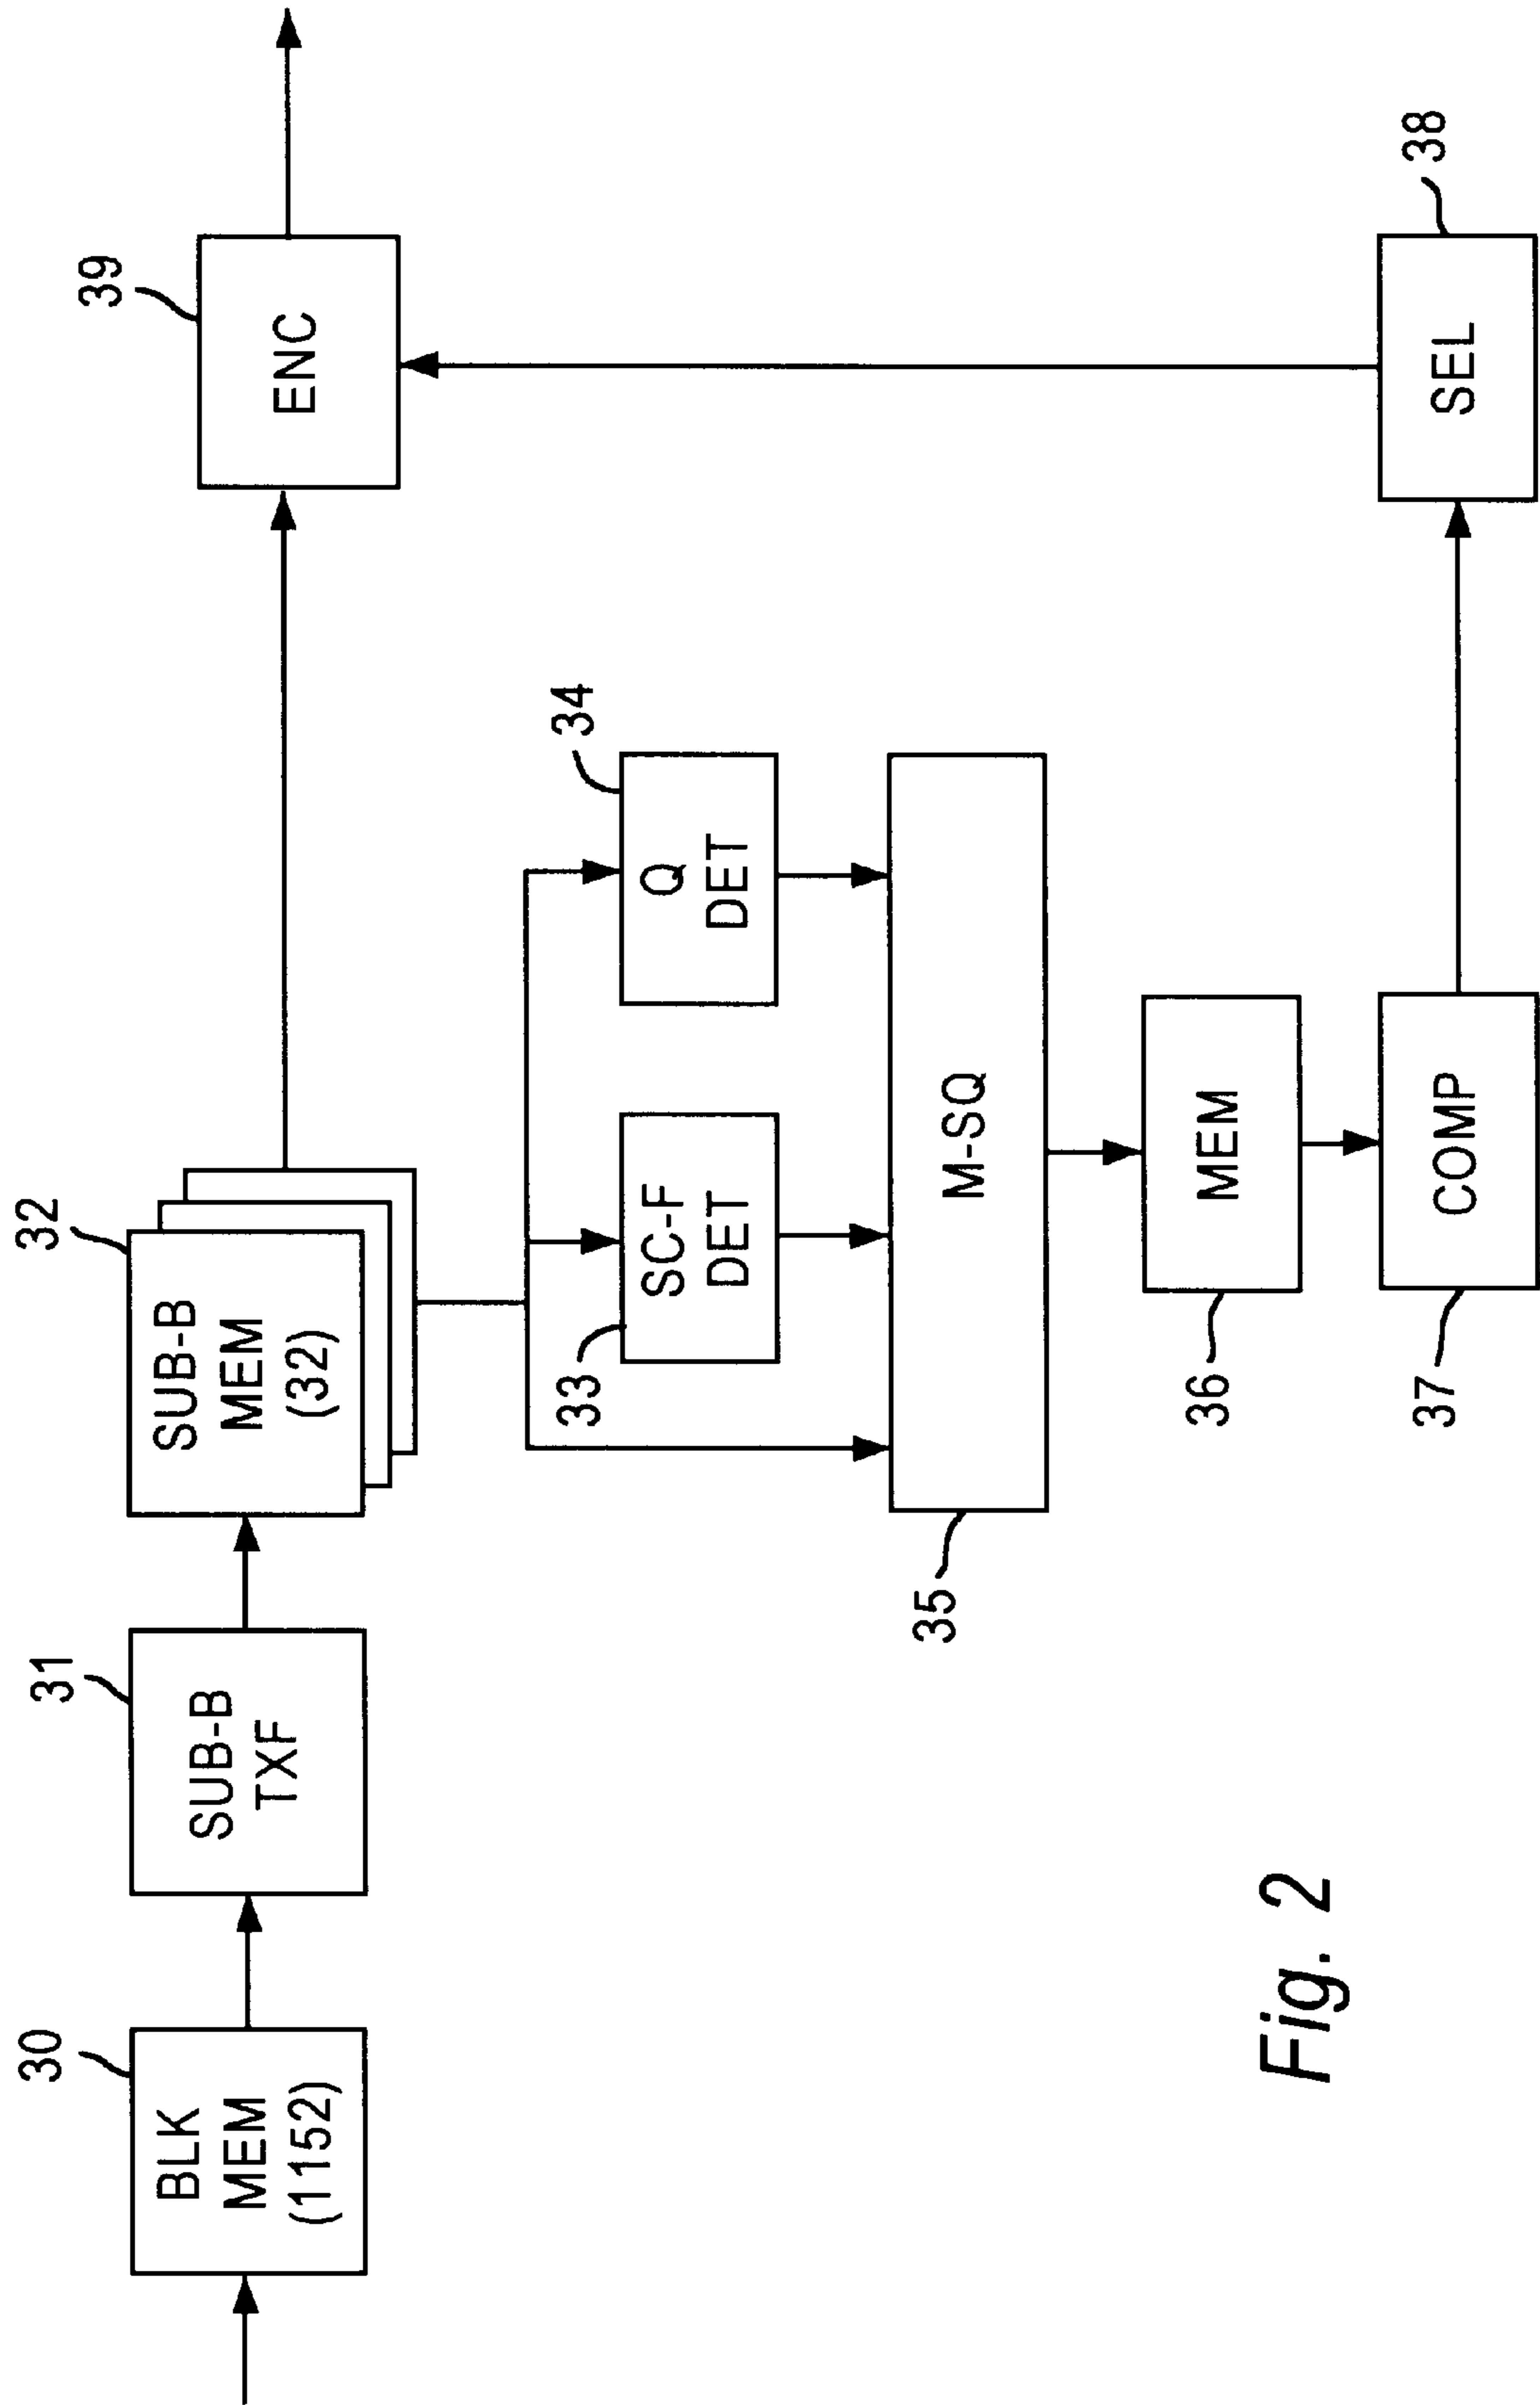 30
BLK
MEM
(1152)
31
SUB-B
TXF
32
SUB-B
MEM
(32)
39
ENC
33
SC-F
DET
34
Q
DET
35
M-SQ
36
MEM
37
COMP
38
SEL
Fig. 2